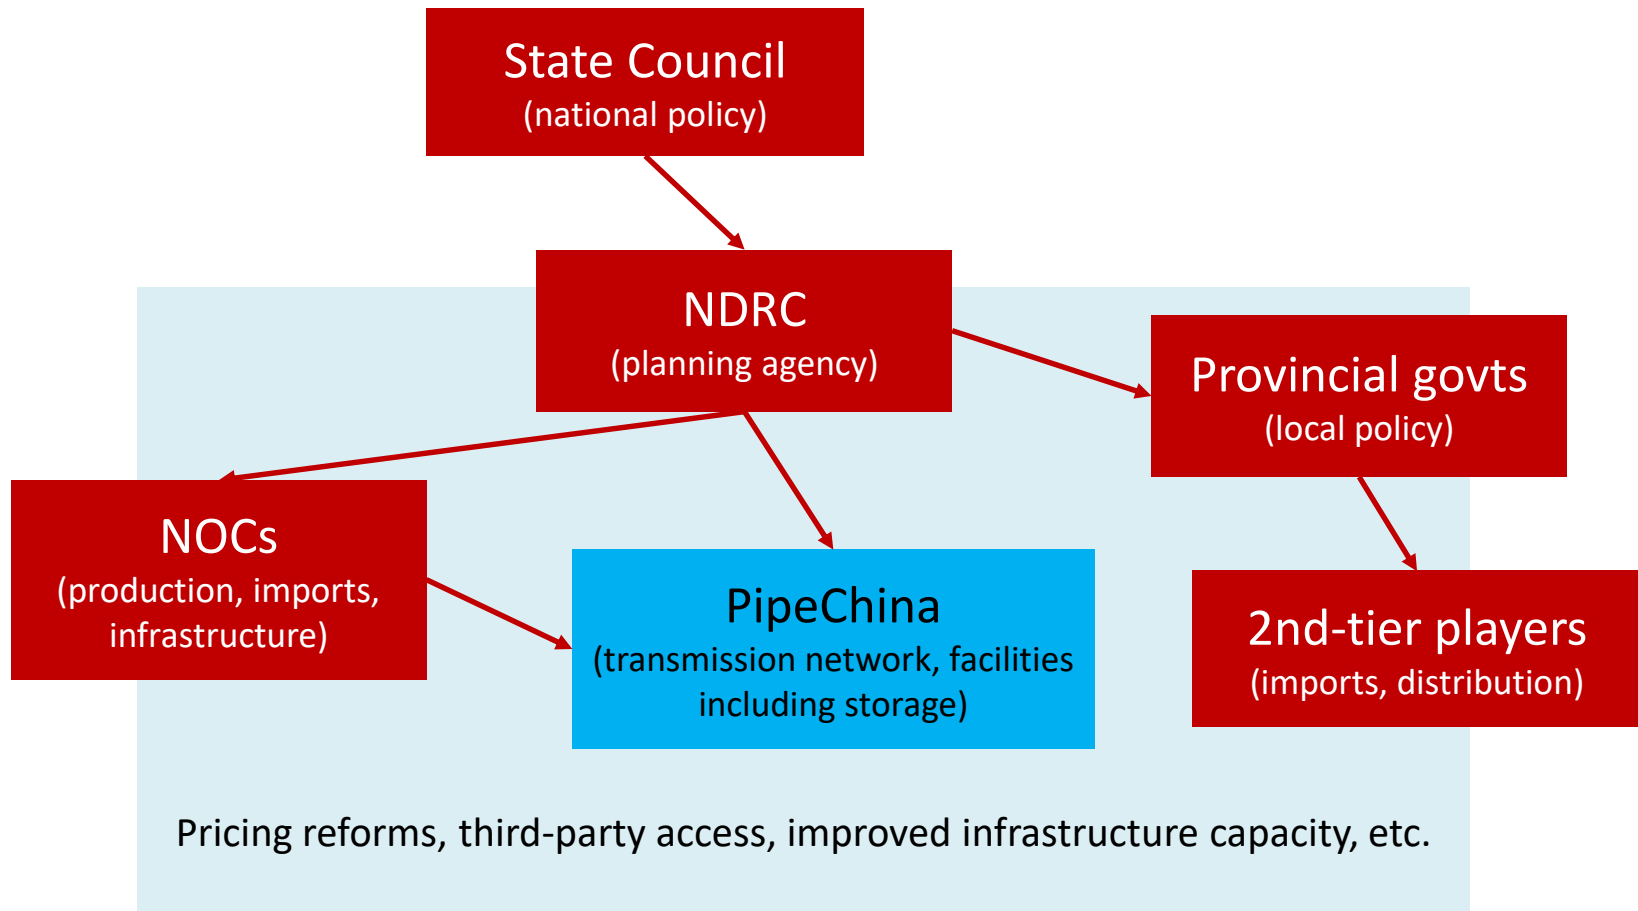 State Council
(national policy)
NDRC
(planning agency)
Provincial govts
(local policy)
NOCs
(production, imports,
infrastructure)
PipeChina
(transmission network, facilities
including storage)
2nd-tier players
(imports, distribution)
Pricing reforms, third-party access, improved infrastructure capacity, etc.